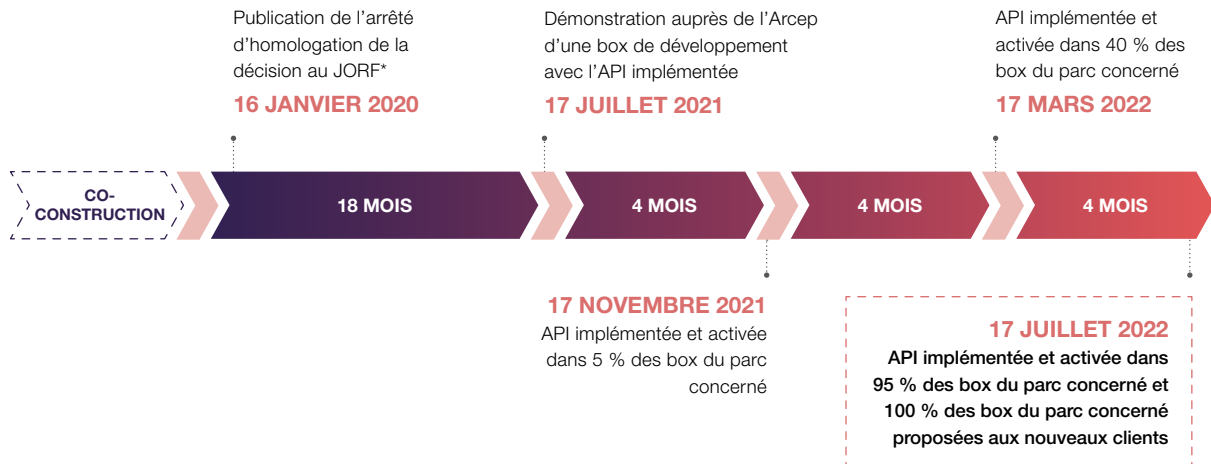 Publication de l’arrêté
d’homologation de la
décision au JORF*
16 JANVIER 2020
Démonstration auprès de l’Arcep
d’une box de développement
avec l’API implémentée
17 JUILLET 2021
API implémentée et
activée dans 40 % des
box du parc concerné
17 MARS 2022
CO-
CONSTRUCTION
18 MOIS
4 MOIS
4 MOIS
4 MOIS
17 NOVEMBRE 2021
API implémentée et activée
dans 5 % des box du parc
concerné
17 JUILLET 2022
API implémentée et activée dans
95 % des box du parc concerné et
100 % des box du parc concerné
proposées aux nouveaux clients